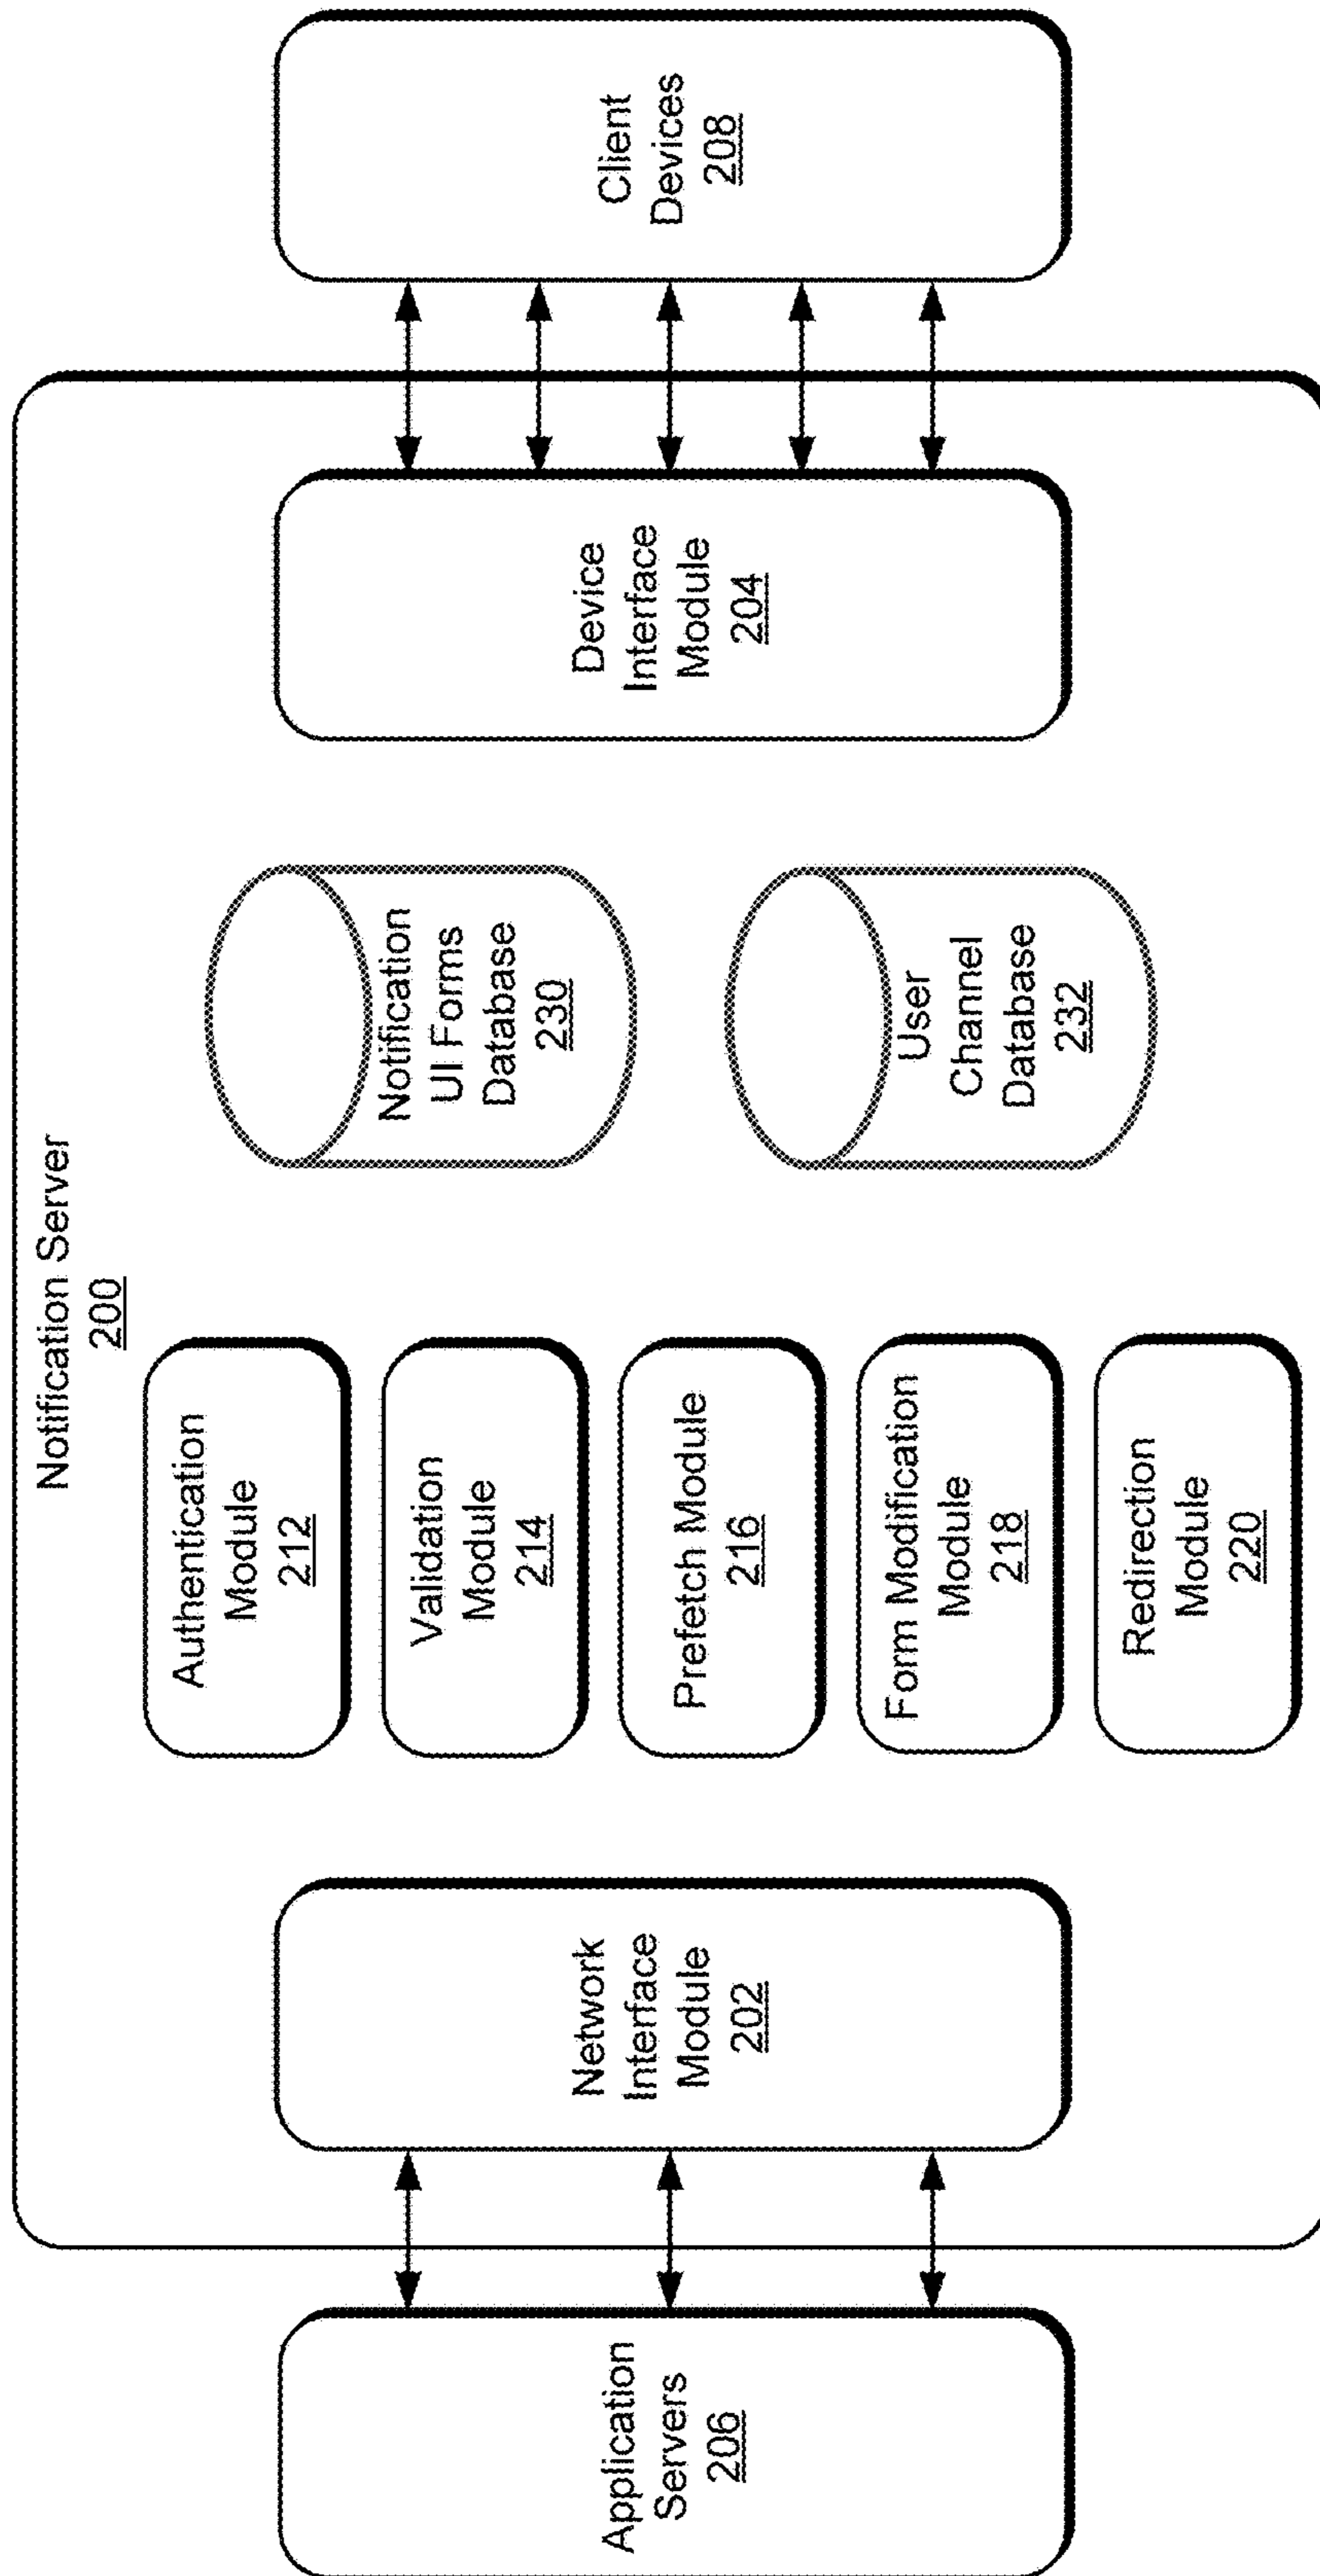 Notification Server
200
Application
Servers
206
Network
Interface
Module
202
Authentication
Module
212
Validation
Module
214
Prefetch Module
216
Form Modification
Module
218
Redirection
Module
220
Notification
UI Forms
Database
230
User
Channel
Database
232
Device
Interface
Module
204
Client
Devices
208